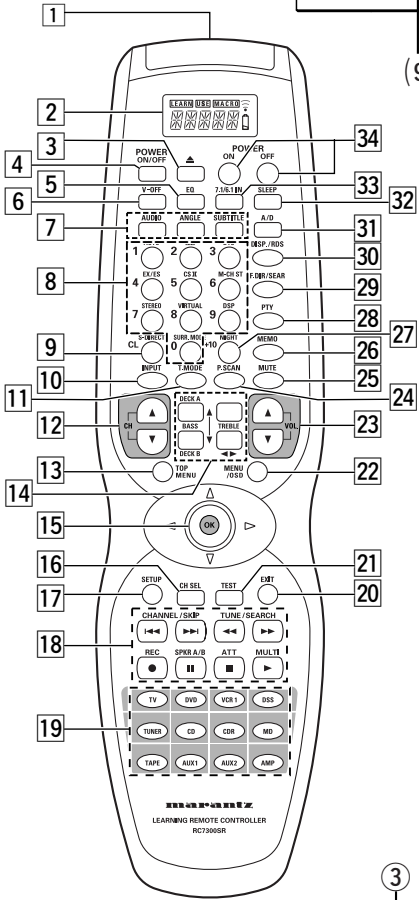 1
(9
LEARN USE MACRO
2
3
34
POWER ON/OFF
POWER
ON OFF
4
5
V-OFF EQ 7.1/6.1 IN SLEEP
33
6
32
7
AUDIO ANGLE SUBTITLE A/D
31
DISP./RDS
30
1 2 3
EX/ES CSⅡ M-CH ST
F.DIR/SEAR
8
4 5 6
29
STEREO VIRTUAL DSP
PTY
7 8 9
28
27
S-DIRECT SURR. MODE NIGHT MEMO
9
CL 0 +10
26
INPUT T.MODE P.SCAN MUTE
10
25
11
24
DECK A
12
CH
BASS TREBLE
VOL.
23
DECK B
13
TOP MENU
MENU /OSD
22
14
15
OK
16
21
SETUP CH SEL TEST EXIT
17
20
CHANNEL/SKIP TUNE/SEARCH
18
REC SPKR A/B ATT MULTI
TV DVD VCR 1 DSS
19
TUNER CD CDR MD
TAPE AUX1 AUX2 AMP
marantz
LEARNING REMOTE CONTROLLER
RC7300SR
3